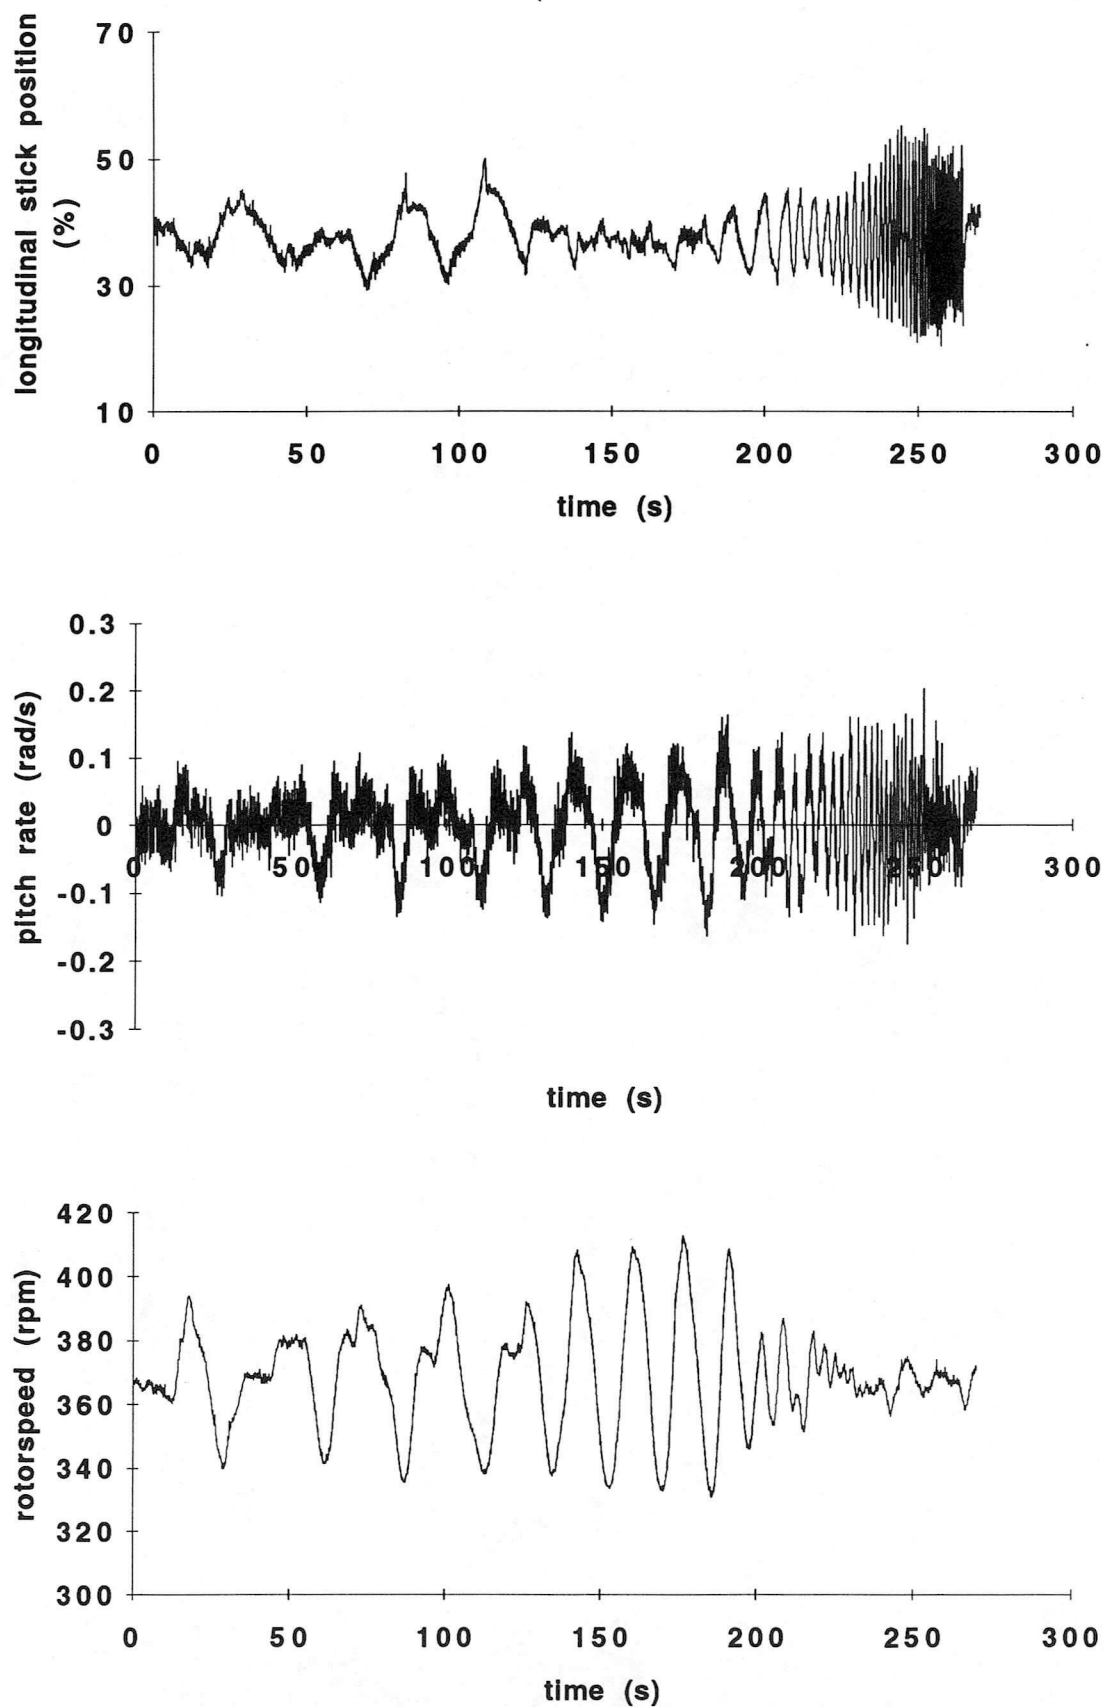 longitudinal stick position
(%)
70
50
30
10
0 50 100 150 200 250 300
time (s)
pitch rate (rad/s)
0.3
0.2
0.1
0
-0.1
-0.2
-0.3
0 50 100 150 200 250 300
time (s)
rotorspeed (rpm)
420
400
380
360
340
320
300
0 50 100 150 200 250 300
time (s)